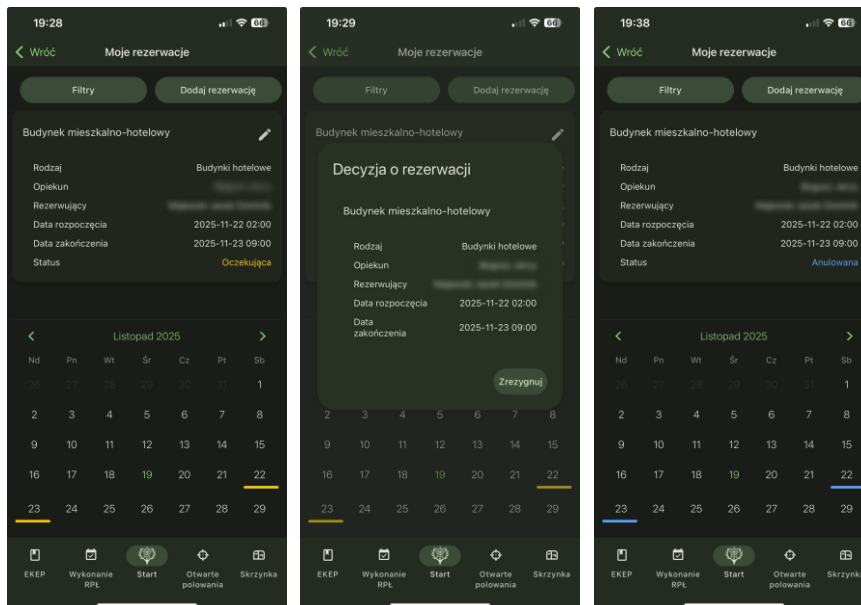 19:28
60
Wróć
Moje rezerwacje
Filtry
Dodaj rezerwację
Budynek mieszkalno-hotelowy
Rodzaj Budynki hotelowe
Opiekun
Rezerwujący
Data rozpoczęcia 2025-11-22 02:00
Data zakończenia 2025-11-23 09:00
Status Oczekująca
Listopad 2025
Nd Pn Wt Śr Cz Pt Sb
26 27 28 29 30 31 1
2 3 4 5 6 7 8
9 10 11 12 13 14 15
16 17 18 19 20 21 22
23 24 25 26 27 28 29
EKEP
Wykonanie
RPŁ
Start
Otwarte
polowania
Skrzynka
19:29
60
Wróć
Moje rezerwacje
Filtry
Dodaj rezerwację
Budynek mieszkalno-hotelowy
Decyzja o rezerwacji
Budynek mieszkalno-hotelowy
Rodzaj Budynki hotelowe
Opiekun
Rezerwujący
Data rozpoczęcia 2025-11-22 02:00
Data
zakończenia 2025-11-23 09:00
Zrezygnuj
2 3 4 5 6 7 8
9 10 11 12 13 14 15
16 17 18 19 20 21 22
23 24 25 26 27 28 29
EKEP
Wykonanie
RPŁ
Start
Otwarte
polowania
Skrzynka
19:38
60
Wróć
Moje rezerwacje
Filtry
Dodaj rezerwację
Budynek mieszkalno-hotelowy
Rodzaj Budynki hotelowe
Opiekun
Rezerwujący
Data rozpoczęcia 2025-11-22 02:00
Data zakończenia 2025-11-23 09:00
Status Anulowana
Listopad 2025
Nd Pn Wt Śr Cz Pt Sb
26 27 28 29 30 31 1
2 3 4 5 6 7 8
9 10 11 12 13 14 15
16 17 18 19 20 21 22
23 24 25 26 27 28 29
EKEP
Wykonanie
RPŁ
Start
Otwarte
polowania
Skrzynka